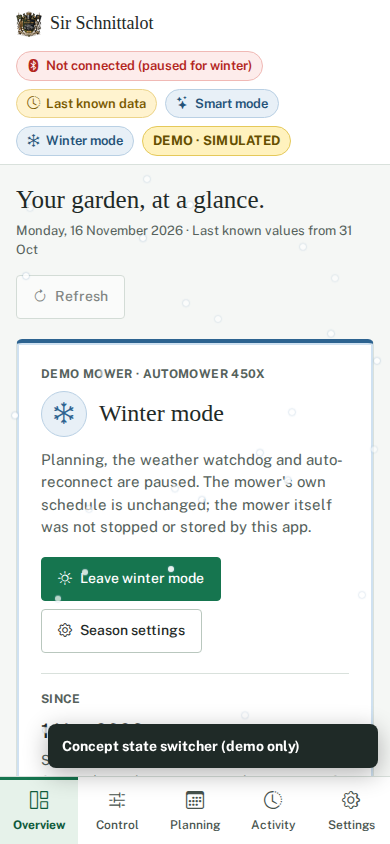 Sir Schnittalot
Not connected (paused for winter)
Last known data
Smart mode
Winter mode
DEMO · SIMULATED
Your garden, at a glance.
Monday, 16 November 2026 · Last known values from 31
Oct
Refresh
DEMO MOWER · AUTOMOWER 450X
Winter mode
Planning, the weather watchdog and auto-
reconnect are paused. The mower's own
schedule is unchanged; the mower itself
was not stopped or stored by this app.
Leave winter mode
Season settings
SINCE
Concept state switcher (demo only)
Overview
Control
Planning
Activity
Settings